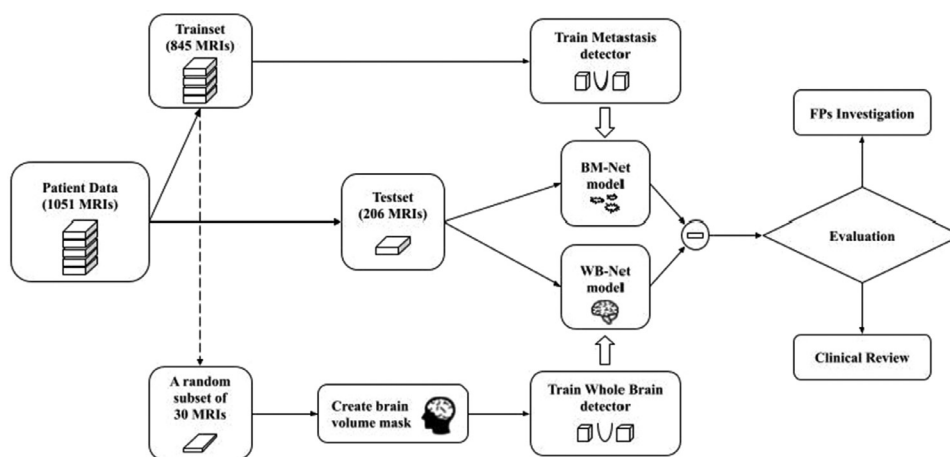 Trainset
(845 MRIs)
Train Metastasis
detector
FPs Investigation
Patient Data
(1051 MRIs)
Testset
(206 MRIs)
BM-Net
model
Evaluation
WB-Net
model
Clinical Review
A random
subset of
30 MRIs
Create brain
volume mask
Train Whole Brain
detector